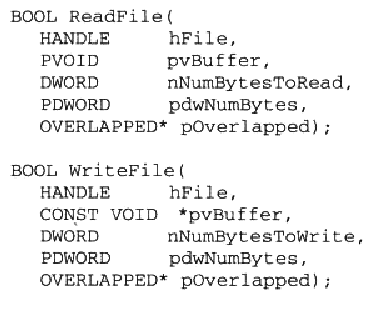 BOOL ReadFile(
HANDLE hFile,
PVOID pvBuffer,
DWORD nNumBytesToRead,
PDWORD pdwNumBytes,
OVERLAPPED* pOverlapped);
BOOL WriteFile(
HANDLE hFile,
CONST VOID *pvBuffer,
DWORD nNumBytesToWrite,
PDWORD pdwNumBytes,
OVERLAPPED* pOverlapped);